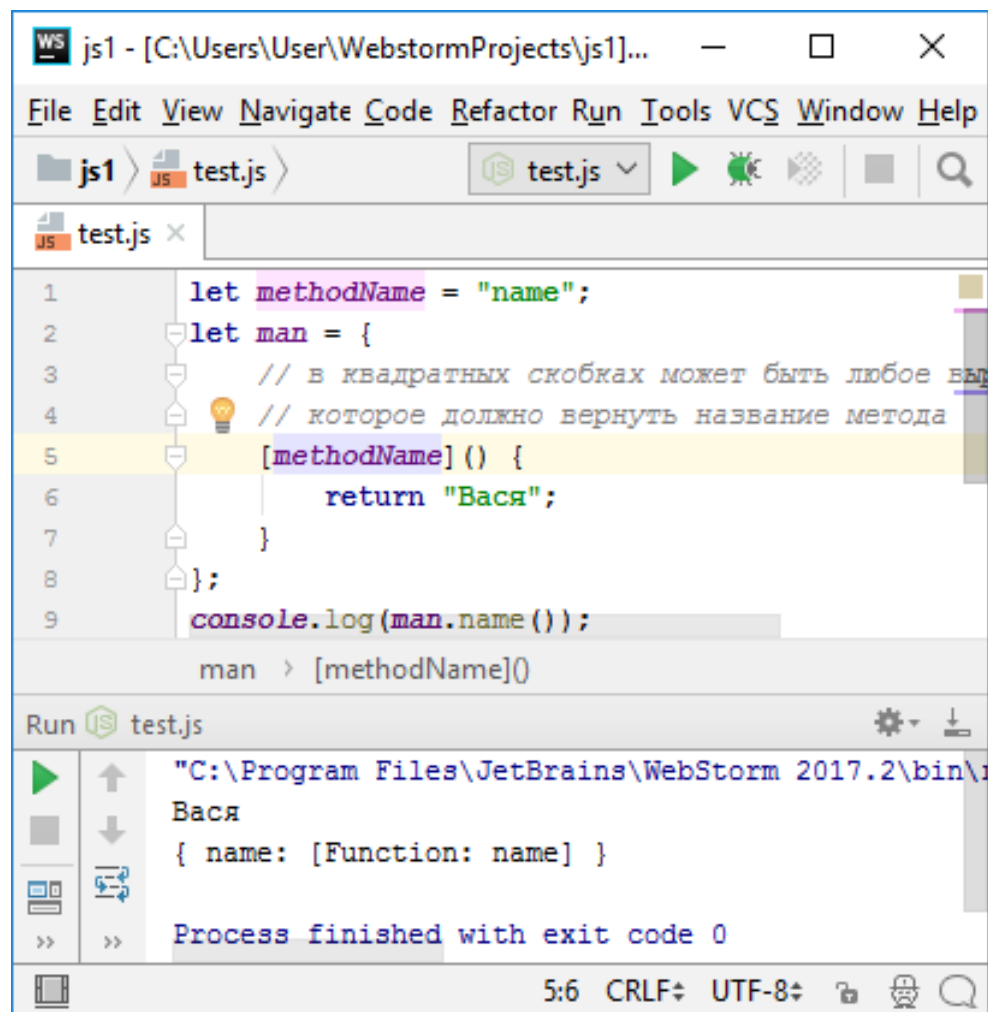 WS js1 - [C:\Users\User\WebstormProjects\js1]...
File Edit View Navigate Code Refactor Run Tools VCS Window Help
js1 test.js test.js
test.js
1 let methodName = "name";
2 let man = {
3 // в квадратных скобках может быть любое
4 // которое должно вернуть название метода
5 [methodName]() {
6 return "Вася";
7 }
8 };
9 console.log(man.name());
man > [methodName]()
Run test.js
"C:\Program Files\JetBrains\WebStorm 2017.2\bin\
Вася
{ name: [Function: name] }
Process finished with exit code 0
5:6 CRLF UTF-8